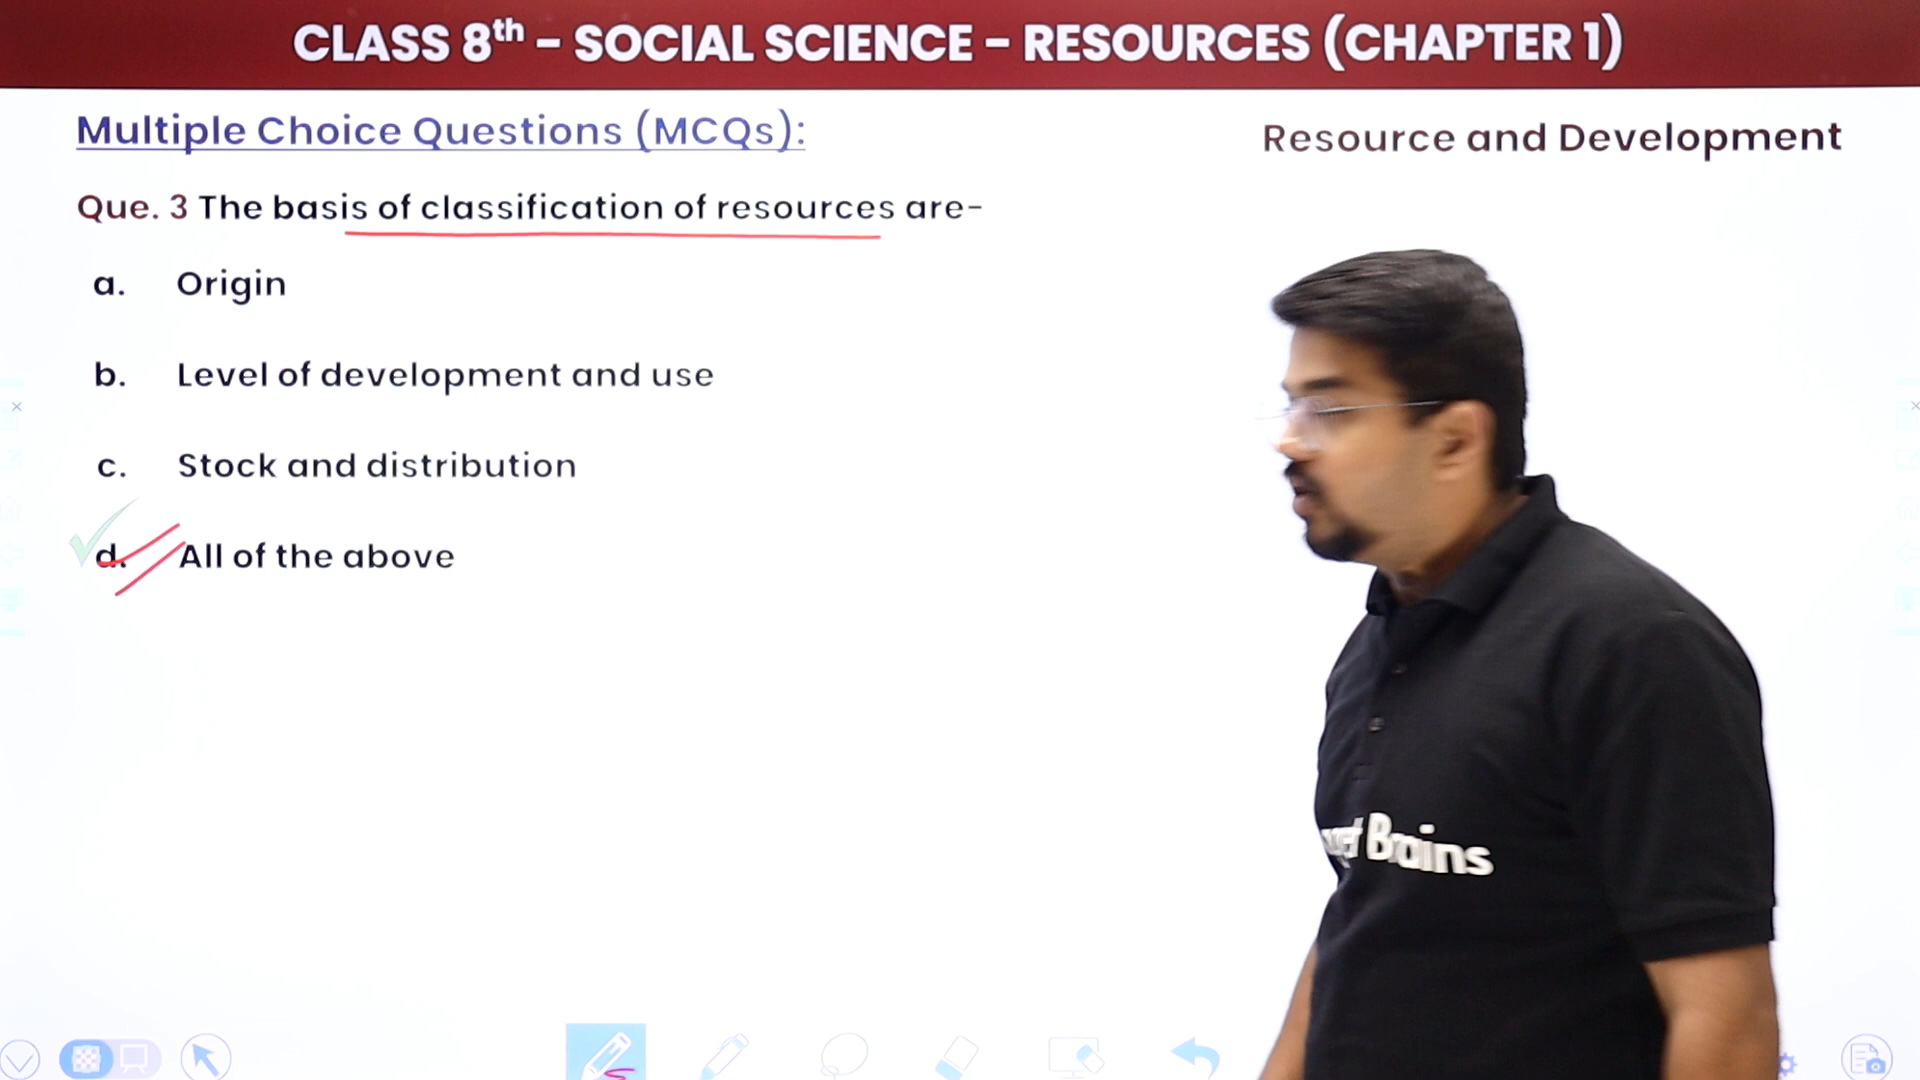 CLASS 8th - SOCIAL SCIENCE - RESOURCES (CHAPTER 1)
Multiple Choice Questions (MCQs):
Resource and Development
Que. 3 The basis of classification of resources are-
a. Origin
b. Level of development and use
c. Stock and distribution
d. All of the above
Brains